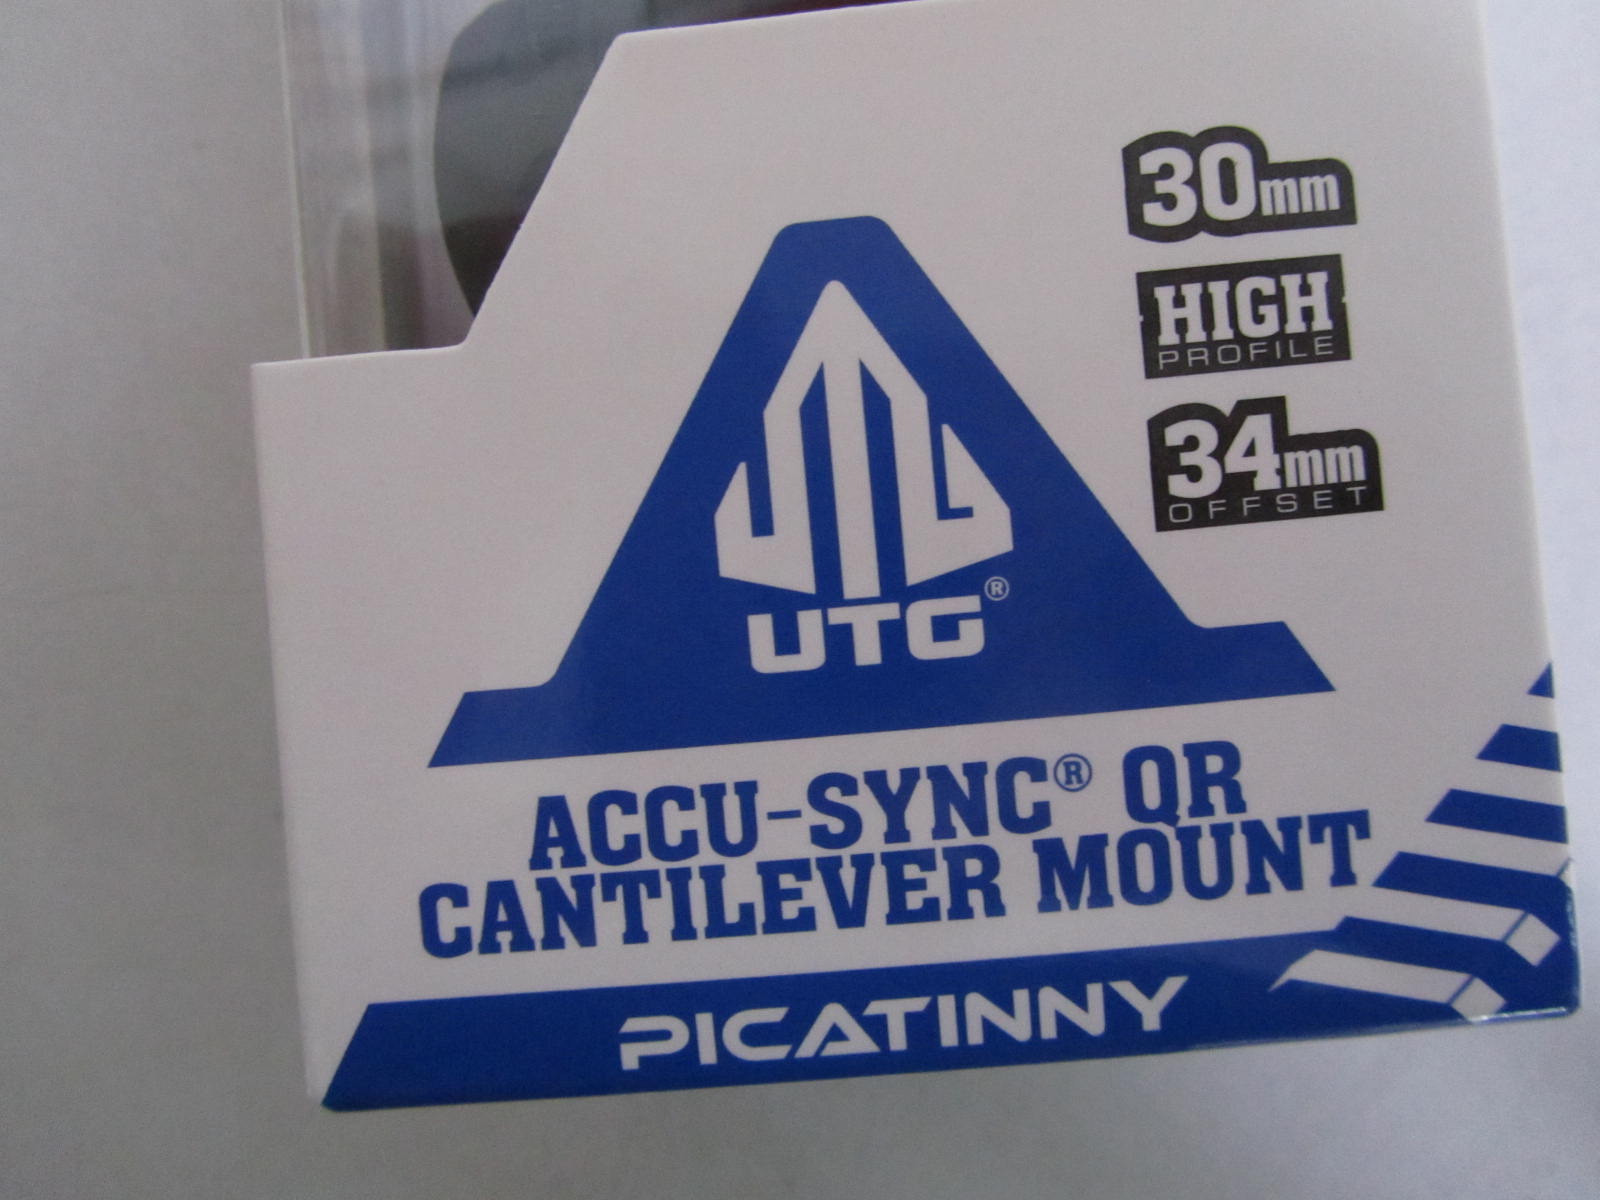 30mm
HIGH
PROFILE
34mm
OFFSET
UTG®
ACCU-SYNC® QR
CANTILEVER MOUNT
PICATINNY